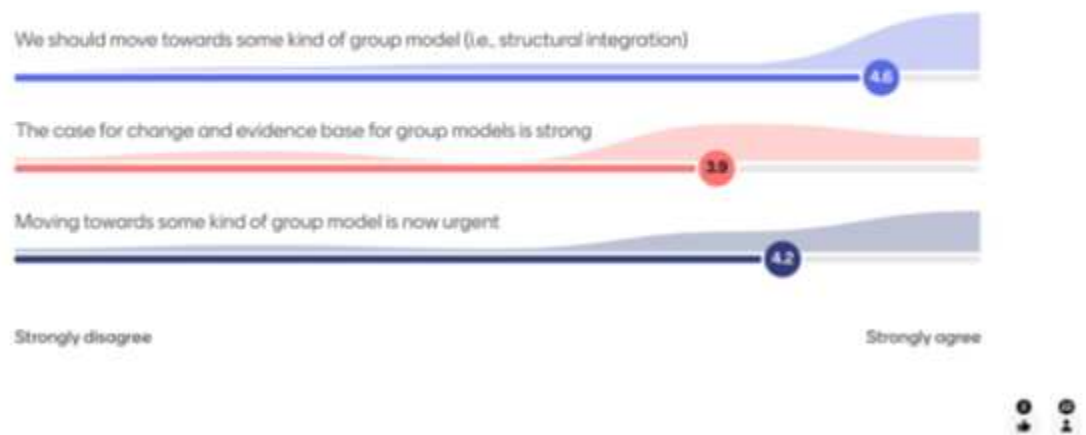 We should move towards some kind of group model (i.e., structural integration)
4.6
The case for change and evidence base for group models is strong
3.9
Moving towards some kind of group model is now urgent
4.2
Strongly disagree Strongly agree